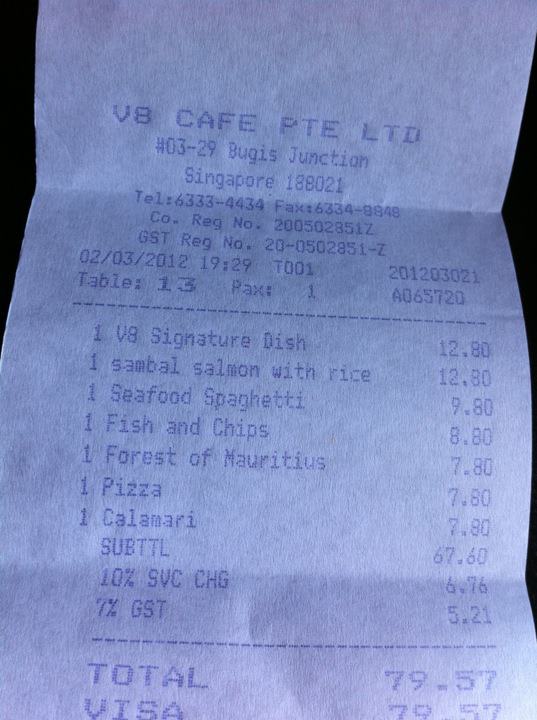 V8 CAFE PTE LTD
#03-29 Bugis Junction
Singapore 188021
Tel:6333-4434 Fax:6334-8848
Co. Reg No. 200502851Z
GST Reg No. 20-0502851-Z
02/03/2012 19:29 T001 201203021
Table: 13 Pax: 1 A065720
1 V8 Signature Dish 12.80
1 sambal salmon with rice 12.80
1 Seafood Spaghetti 9.80
1 Fish and Chips 8.80
1 Forest of Mauritius 7.80
1 Pizza 7.80
1 Calamari 7.80
SUBTTL 67.60
10% SVC CHG 6.76
7% GST 5.21
TOTAL 79.57
VISA 79.57